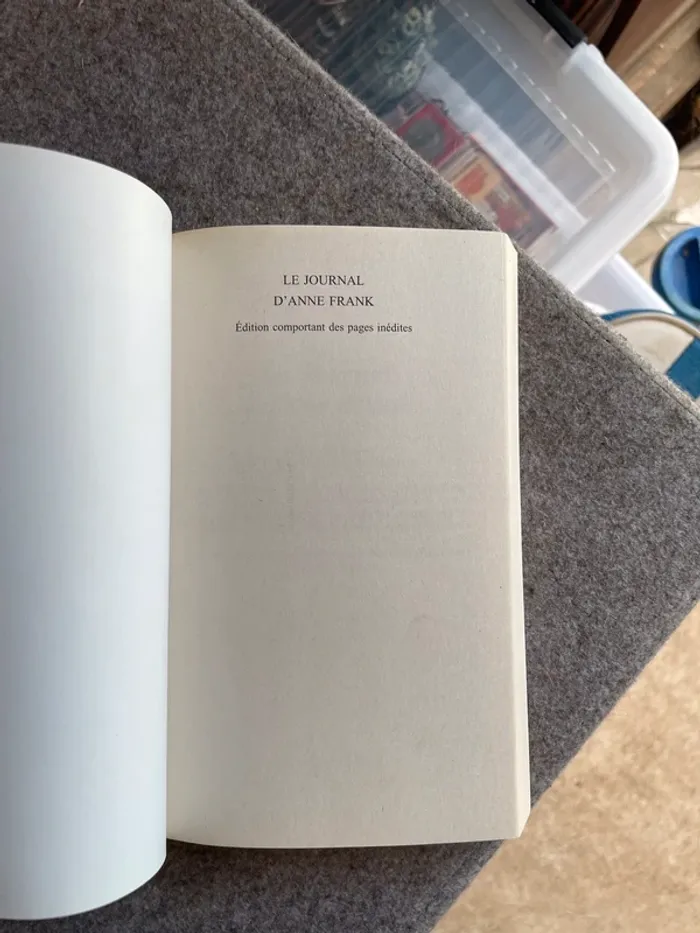 LE JOURNAL
D’ANNE FRANK
Édition comportant des pages inédites